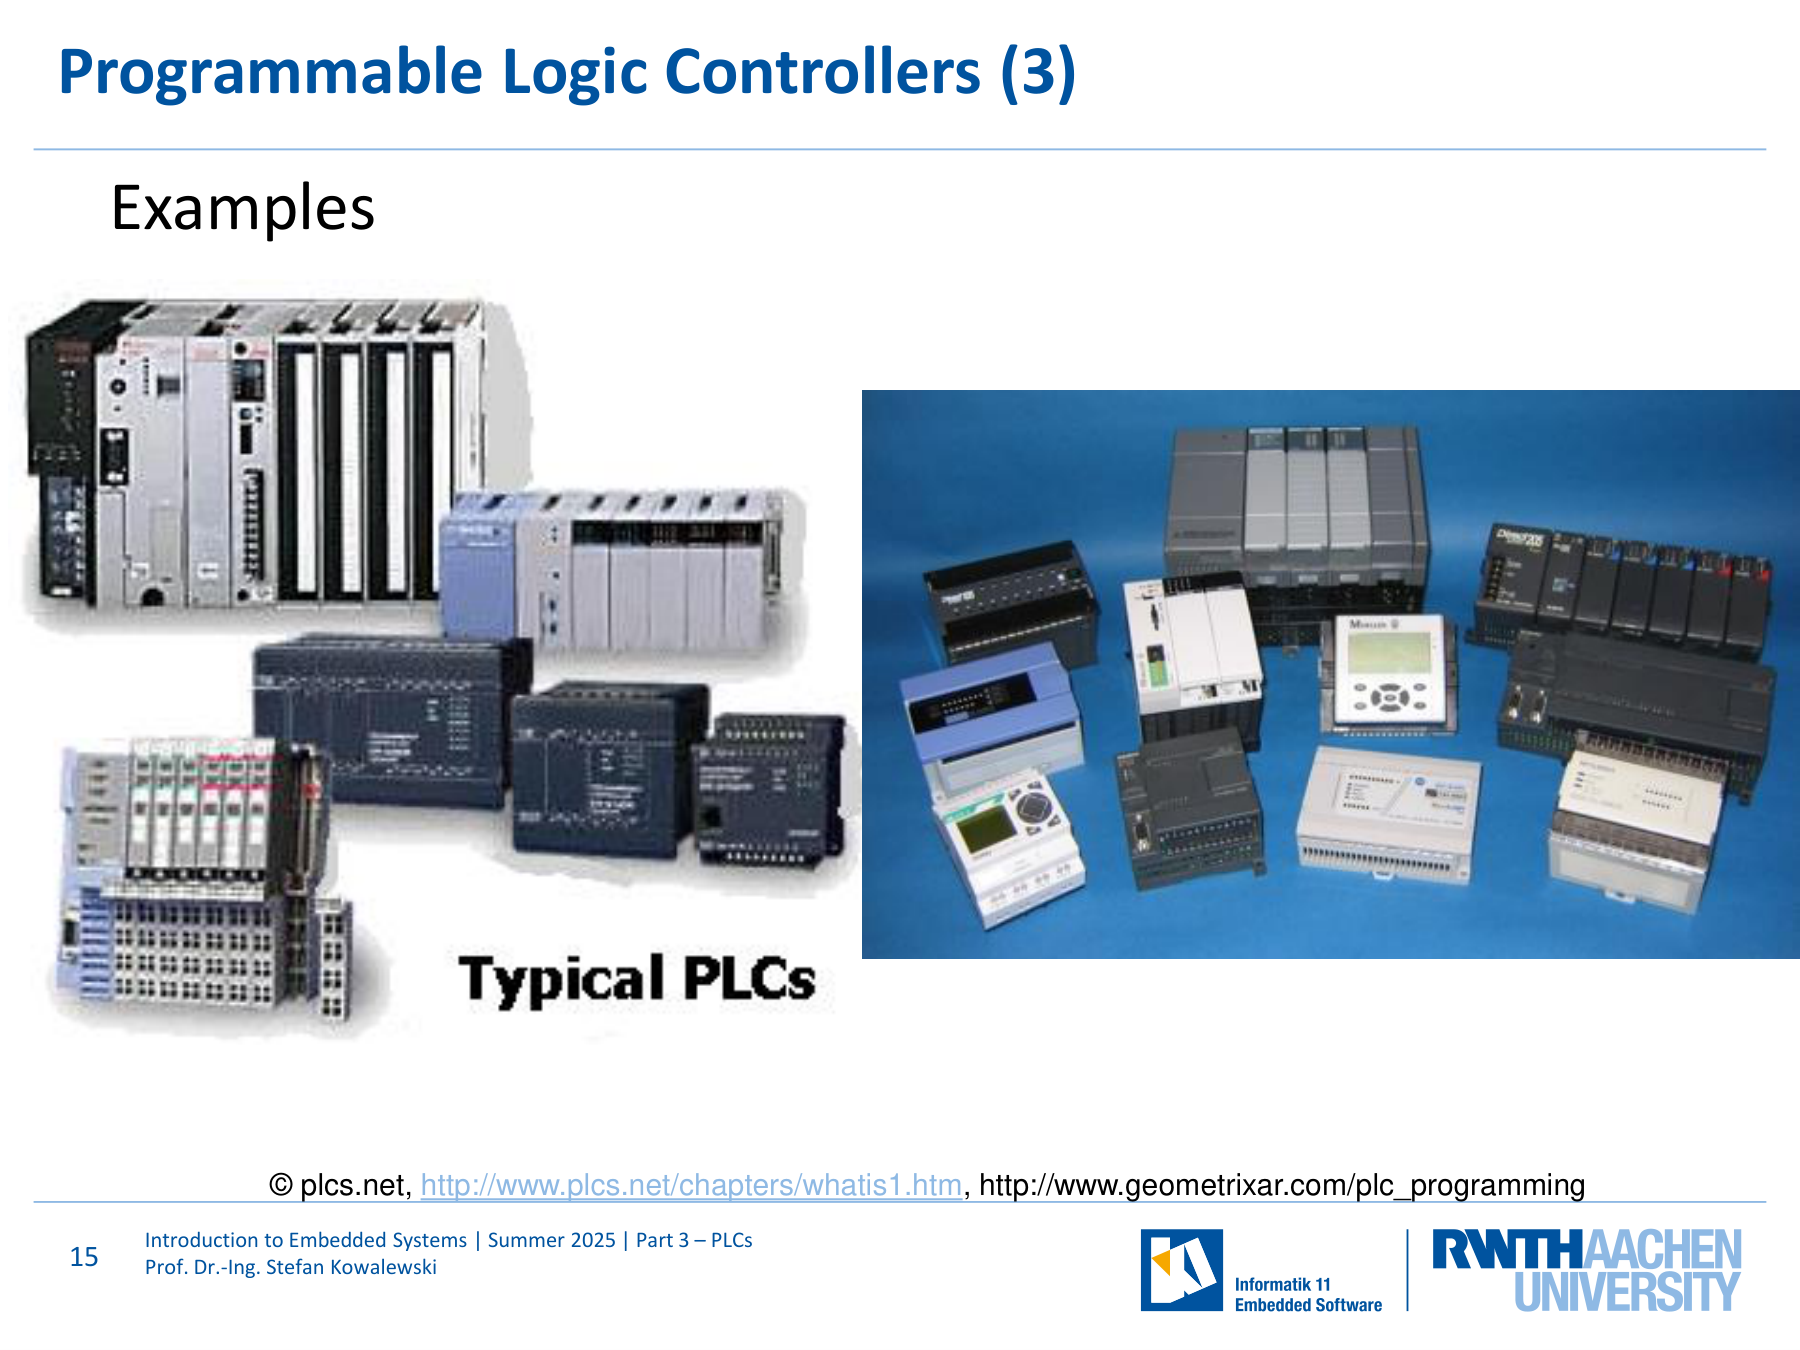 Programmable Logic Controllers (3)
Examples
Typical PLCs
© plcs.net, http://www.plcs.net/chapters/whatis1.htm, http://www.geometrixar.com/plc_programming
15
Introduction to Embedded Systems | Summer 2025 | Part 3 – PLCs
Prof. Dr.-Ing. Stefan Kowalewski
Informatik 11
Embedded Software
RWTH AACHEN
UNIVERSITY